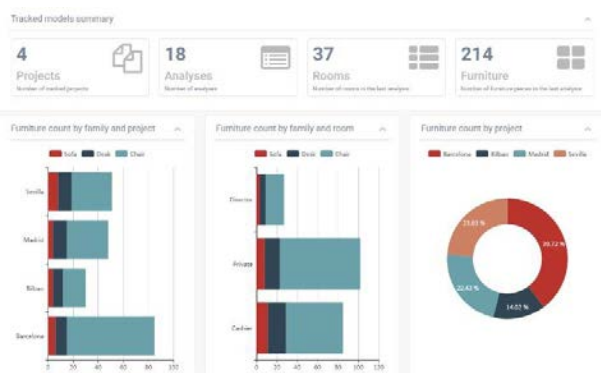 Tracked models summary
4
Projects
Number of tracked projects
18
Analyses
Number of analyses
37
Rooms
Number of rooms in the last analysis
214
Furniture
Number of furniture pieces in the last analysis
Furniture count by family and project
Sofa Desk Chair
Sevilla
Madrid
Bilbao
Barcelona
0 20 40 60 80 100
Furniture count by family and room
Sofa Desk Chair
Private
Cashier
0 20 40 60 80 100 120
Furniture count by project
Barcelona Bilbao Madrid Sevilla
39.72 %
14.02 %
22.43 %